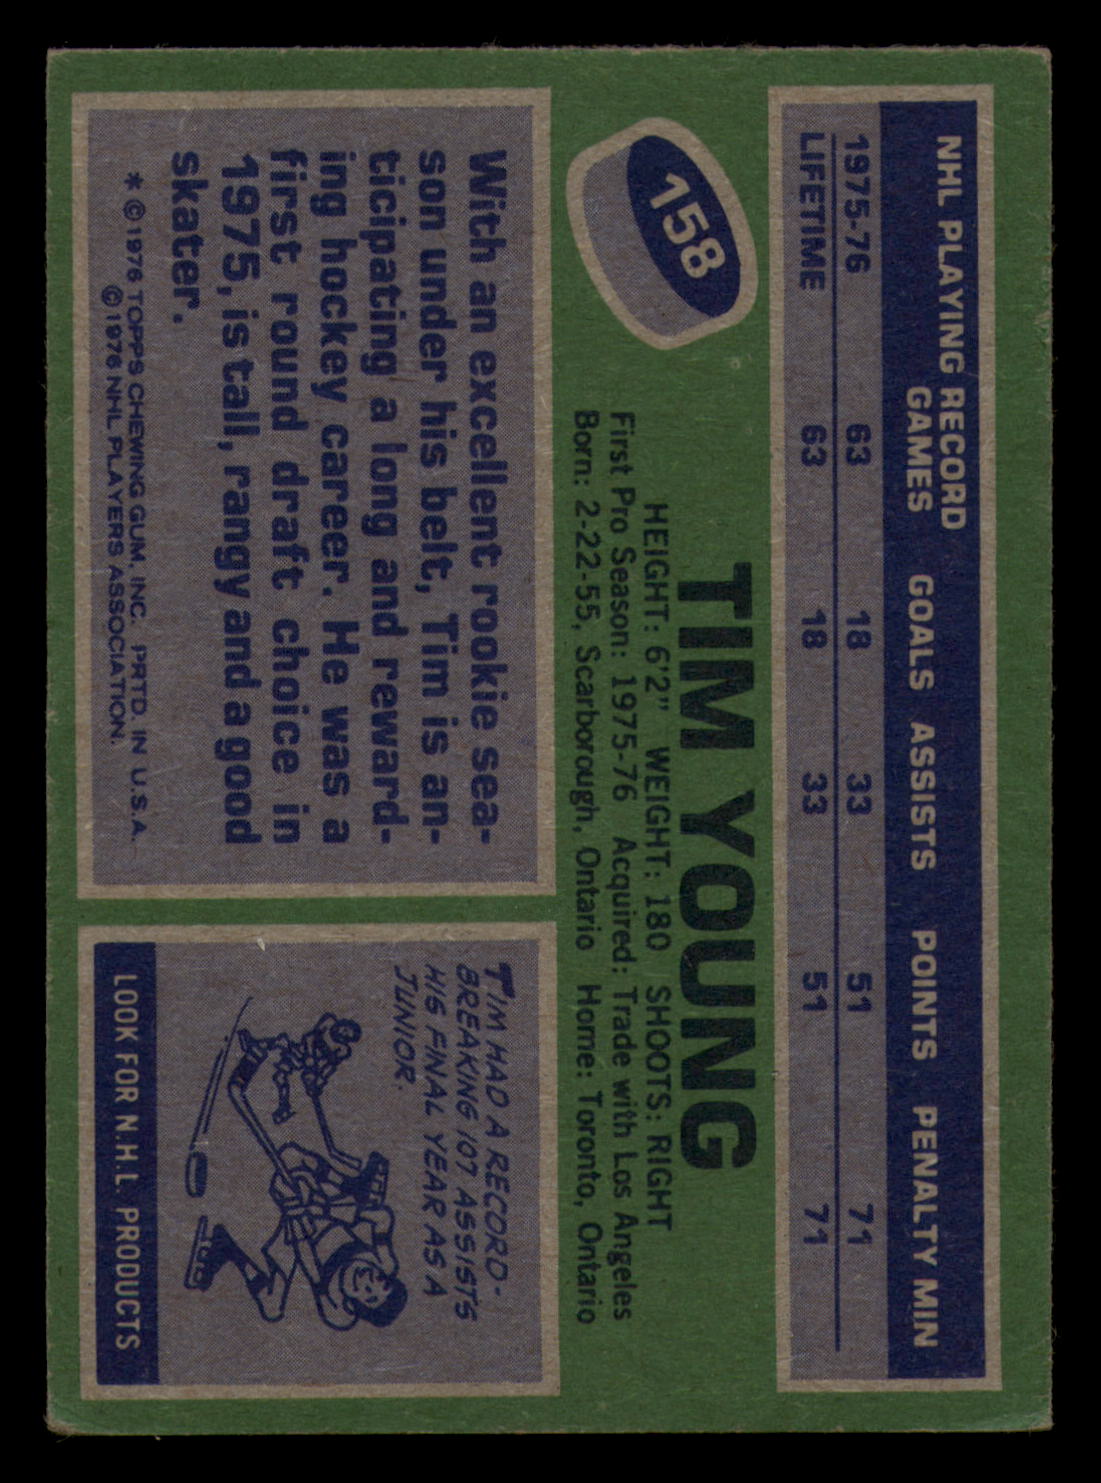 NHL PLAYING RECORD
GAMES GOALS ASSISTS POINTS PENALTY MIN
1975-76 63 18 33 51 71
LIFETIME 63 18 33 51 71
158
TIM YOUNG
HEIGHT: 6'2" WEIGHT: 180 SHOOTS: RIGHT
First Pro Season: 1975-76 Acquired: Trade with Los Angeles
Born: 2-22-55, Scarborough, Ontario Home: Toronto, Ontario
With an excellent rookie sea-
son under his belt, Tim is an-
ticipating a long and reward-
ing hockey career. He was a
first round draft choice in
1975, is tall, rangy and a good
skater.
* ©1976 TOPPS CHEWING GUM, INC. PRTD. IN U.S.A.
©1976 NHL PLAYERS ASSOCIATION.
TIM HAD A RECORD-
BREAKING 107 ASSISTS
HIS FINAL YEAR AS A
JUNIOR.
LOOK FOR N.H.L. PRODUCTS